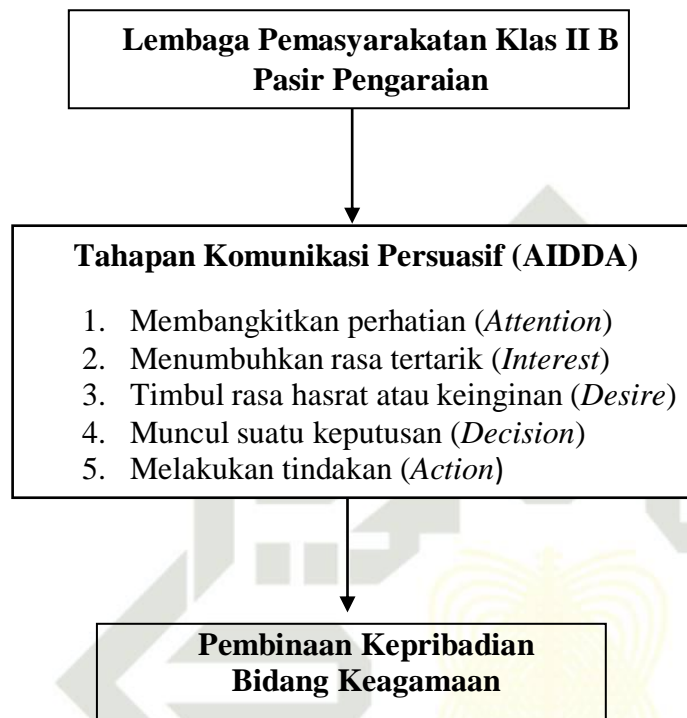 Lembaga Pemasyarakatan Klas II B
Pasir Pengaraian
Tahapan Komunikasi Persuasif (AIDDA)
1. Membangkitkan perhatian (Attention)
2. Menumbuhkan rasa tertarik (Interest)
3. Timbul rasa hasrat atau keinginan (Desire)
4. Muncul suatu keputusan (Decision)
5. Melakukan tindakan (Action)
Pembinaan Kepribadian
Bidang Keagamaan